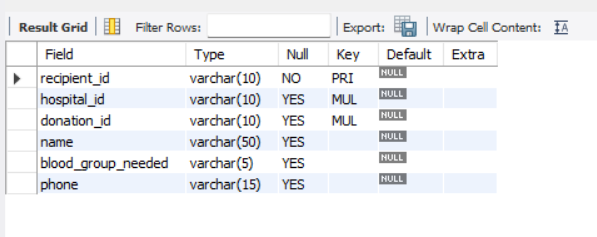 Result Grid Filter Rows: Export: Wrap Cell Content: IA
Field Type Null Key Default Extra
recipient_id varchar(10) NO PRI NULL
hospital_id varchar(10) YES MUL NULL
donation_id varchar(10) YES MUL NULL
name varchar(50) YES NULL
blood_group_needed varchar(5) YES NULL
phone varchar(15) YES NULL